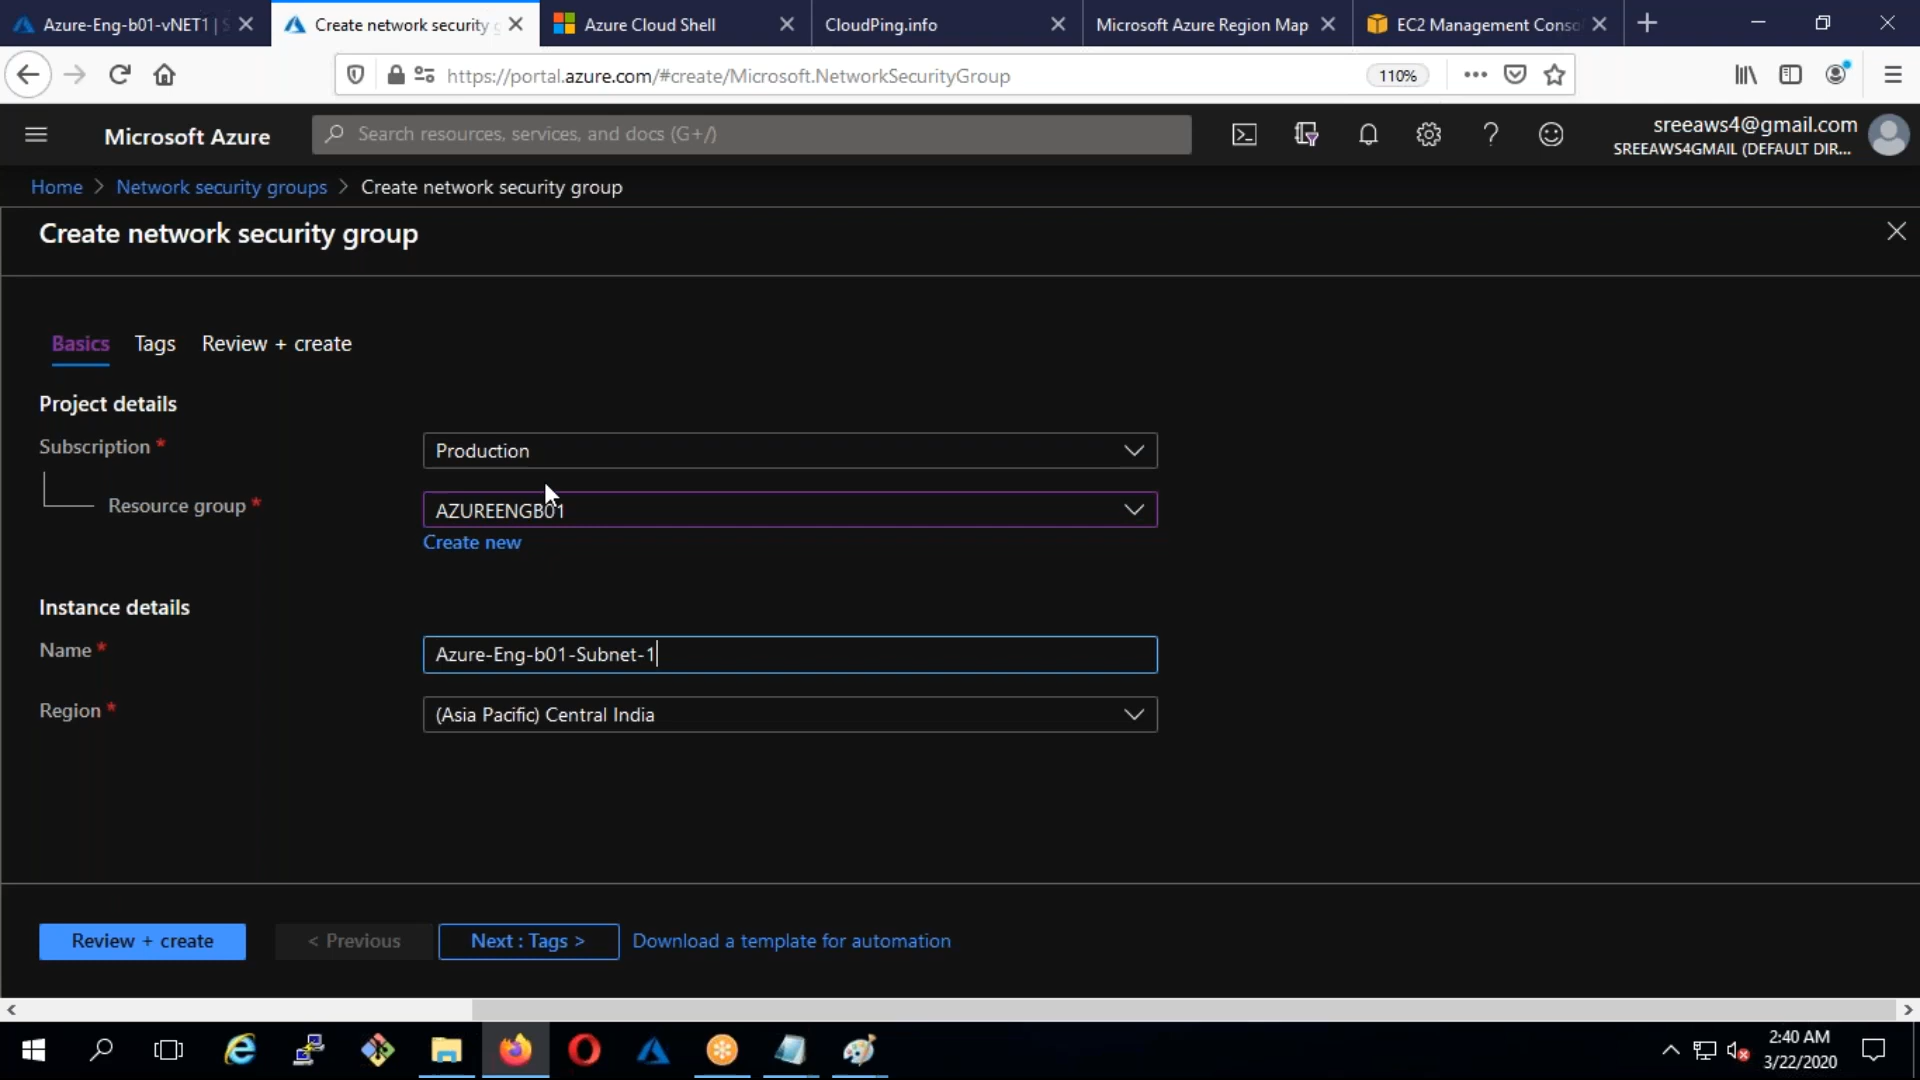 Azure-Eng-b01-vNET1 | S
Create network security g
Azure Cloud Shell
CloudPing.info
Microsoft Azure Region Map
EC2 Management Conso
https://portal.azure.com/#create/Microsoft.NetworkSecurityGroup
110%
Microsoft Azure
Search resources, services, and docs (G+/)
sreeaws4@gmail.com
SREEAWS4GMAIL (DEFAULT DIR...
Home > Network security groups > Create network security group
Create network security group
Basics Tags Review + create
Project details
Subscription *
Production
Resource group *
AZUREENGB01
Create new
Instance details
Name *
Azure-Eng-b01-Subnet-1
Region *
(Asia Pacific) Central India
Review + create
< Previous
Next : Tags >
Download a template for automation
2:40 AM
3/22/2020